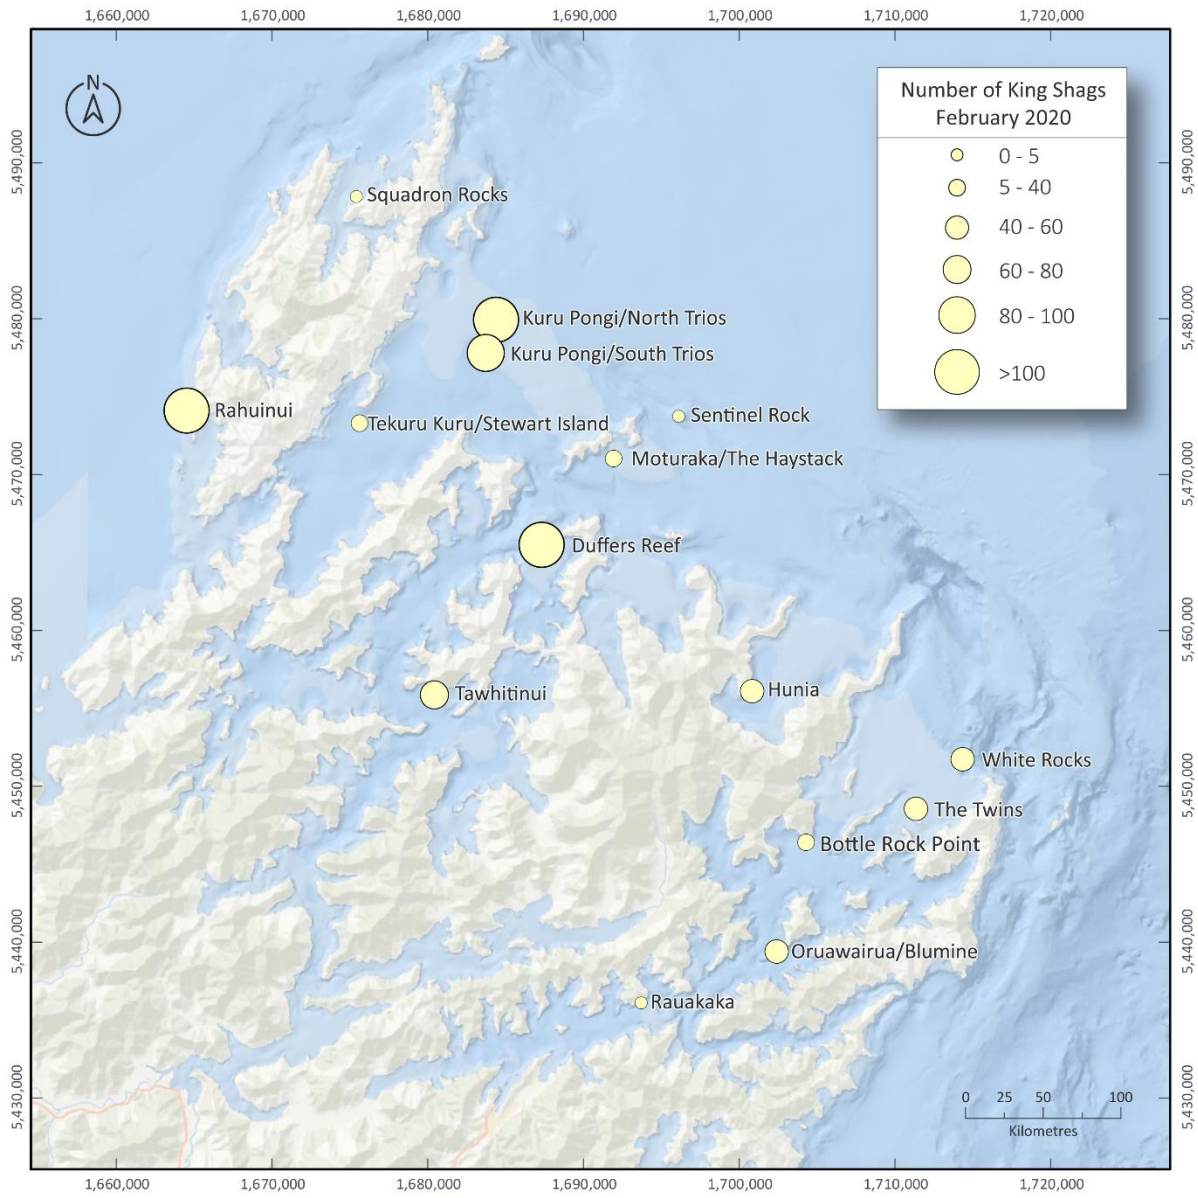 1,660,000 1,670,000 1,680,000 1,690,000 1,700,000 1,710,000 1,720,000
N
Number of King Shags
February 2020
0 - 5
5 - 40
40 - 60
60 - 80
80 - 100
>100
5,490,000 5,490,000
Squadron Rocks
5,480,000 5,480,000
Kuru Pongi/North Trios
Kuru Pongi/South Trios
Rahuinui
Tekuru Kuru/Stewart Island
Sentinel Rock
Moturaka/The Haystack
5,470,000 5,470,000
Duffers Reef
5,460,000 5,460,000
Tawhitinui
Hunia
White Rocks
5,450,000 5,450,000
The Twins
Bottle Rock Point
5,440,000 5,440,000
Oruawairua/Blumine
Rauakaka
5,430,000 5,430,000
0 25 50 100
Kilometres
1,660,000 1,670,000 1,680,000 1,690,000 1,700,000 1,710,000 1,720,000